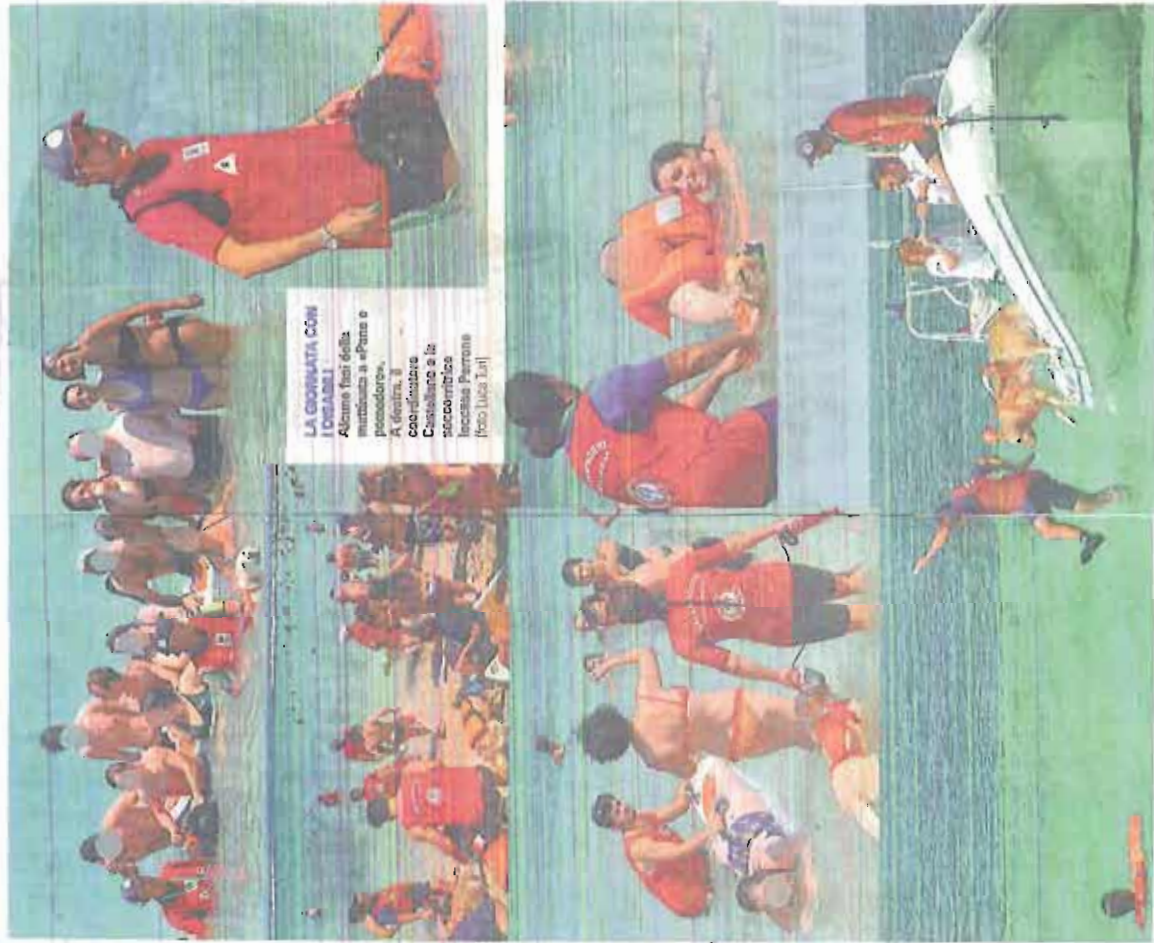 LA GIORNATA CON
I DISABILI
Alcune fasi della
mattinata a «Pane e
pomodoro».
A destra, il
coordinatore
Castellano e la
soccorritrice
leccese Perrone
[foto Luca Turi]